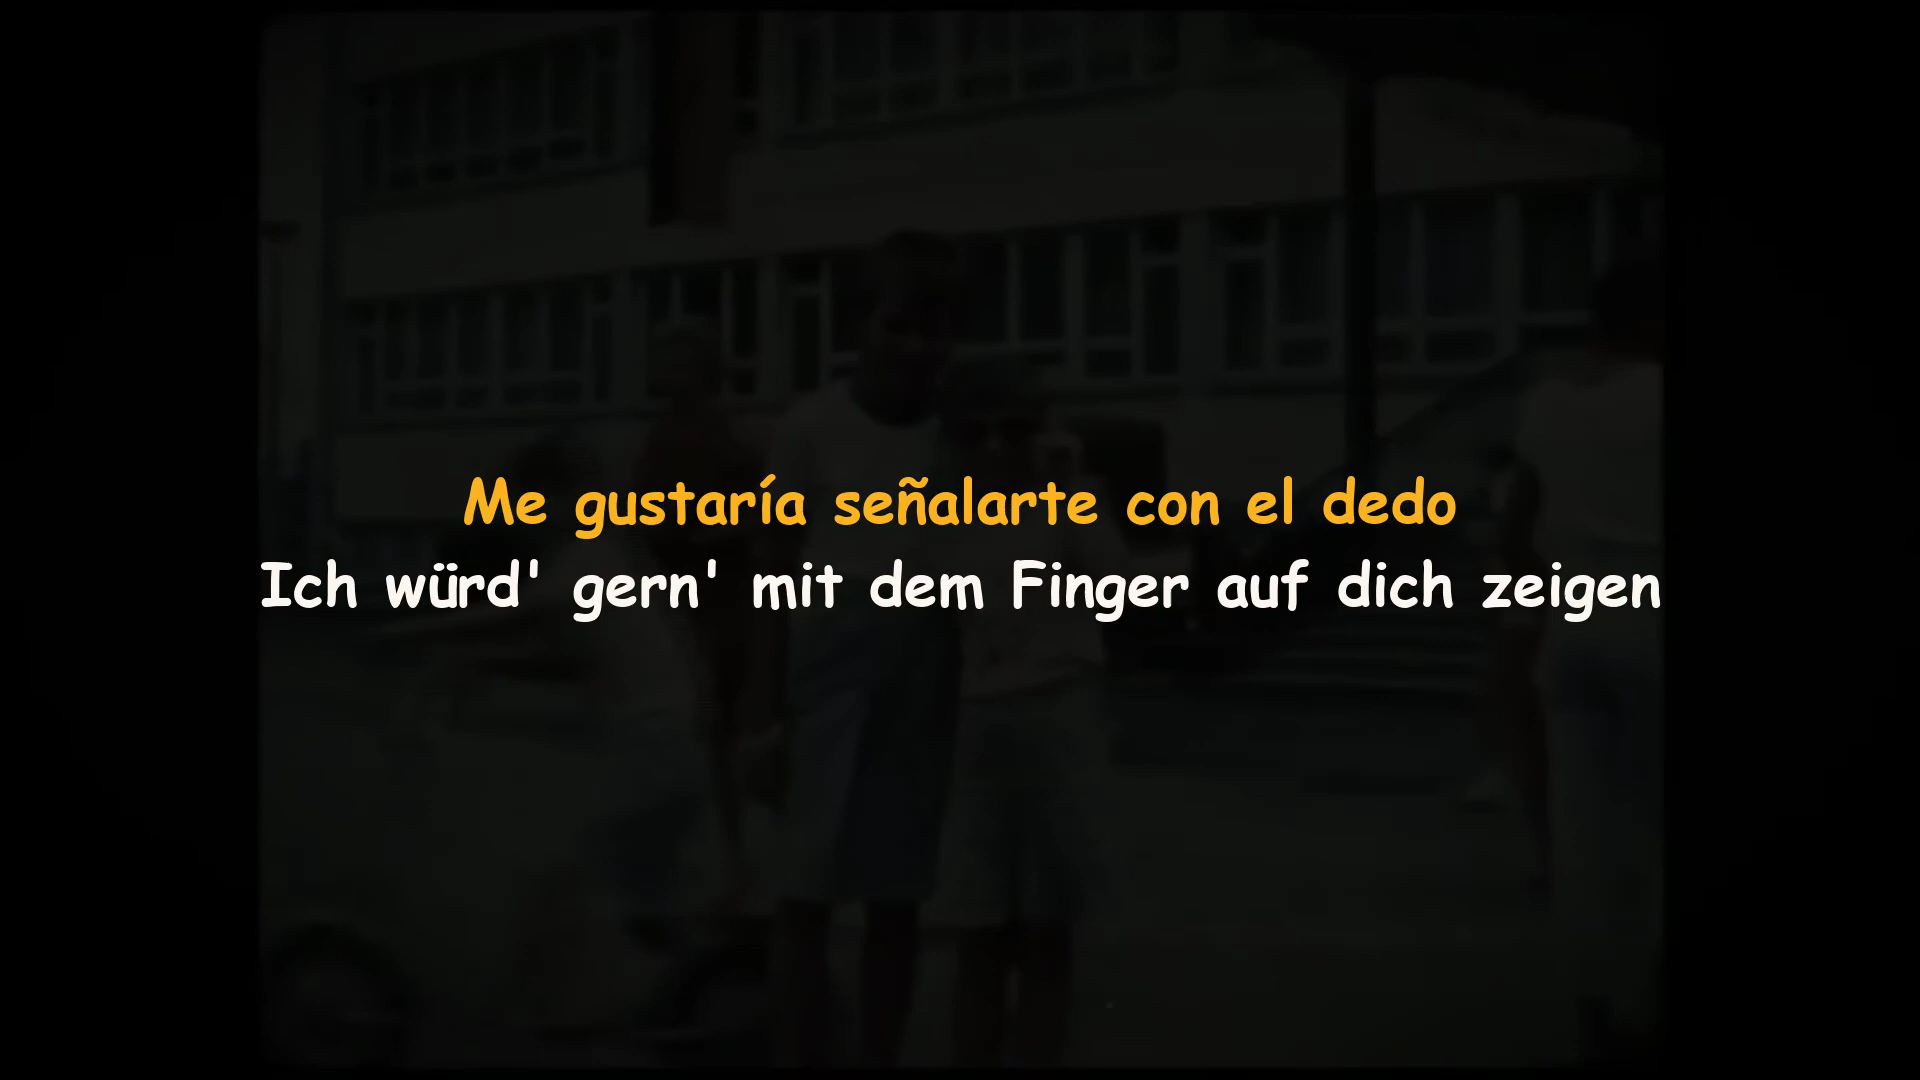 Me gustaría señalarte con el dedo
Ich würd' gern' mit dem Finger auf dich zeigen